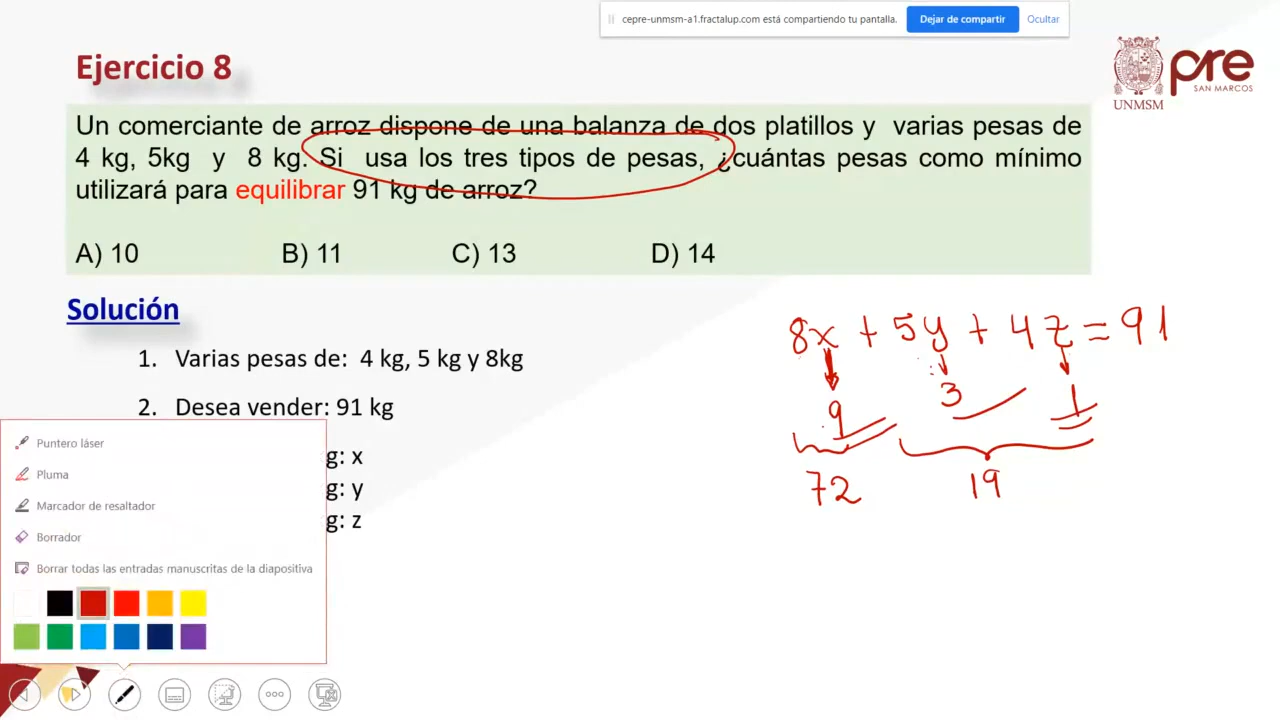 cepre-unmsm-a1.fractalup.com está compartiendo tu pantalla. Dejar de compartir Ocultar
Ejercicio 8
UNMSM pre SAN MARCOS
Un comerciante de arroz dispone de una balanza de dos platillos y varias pesas de
4 kg, 5kg y 8 kg. Si usa los tres tipos de pesas, ¿cuántas pesas como mínimo
utilizará para equilibrar 91 kg de arroz?
A) 10 B) 11 C) 13 D) 14
Solución
1. Varias pesas de: 4 kg, 5 kg y 8kg
2. Desea vender: 91 kg
g: x
g: y
g: z
8x + 5y + 4z = 91
9 3 1
72 19
Puntero láser
Pluma
Marcador de resaltador
Borrador
Borrar todas las entradas manuscritas de la diapositiva